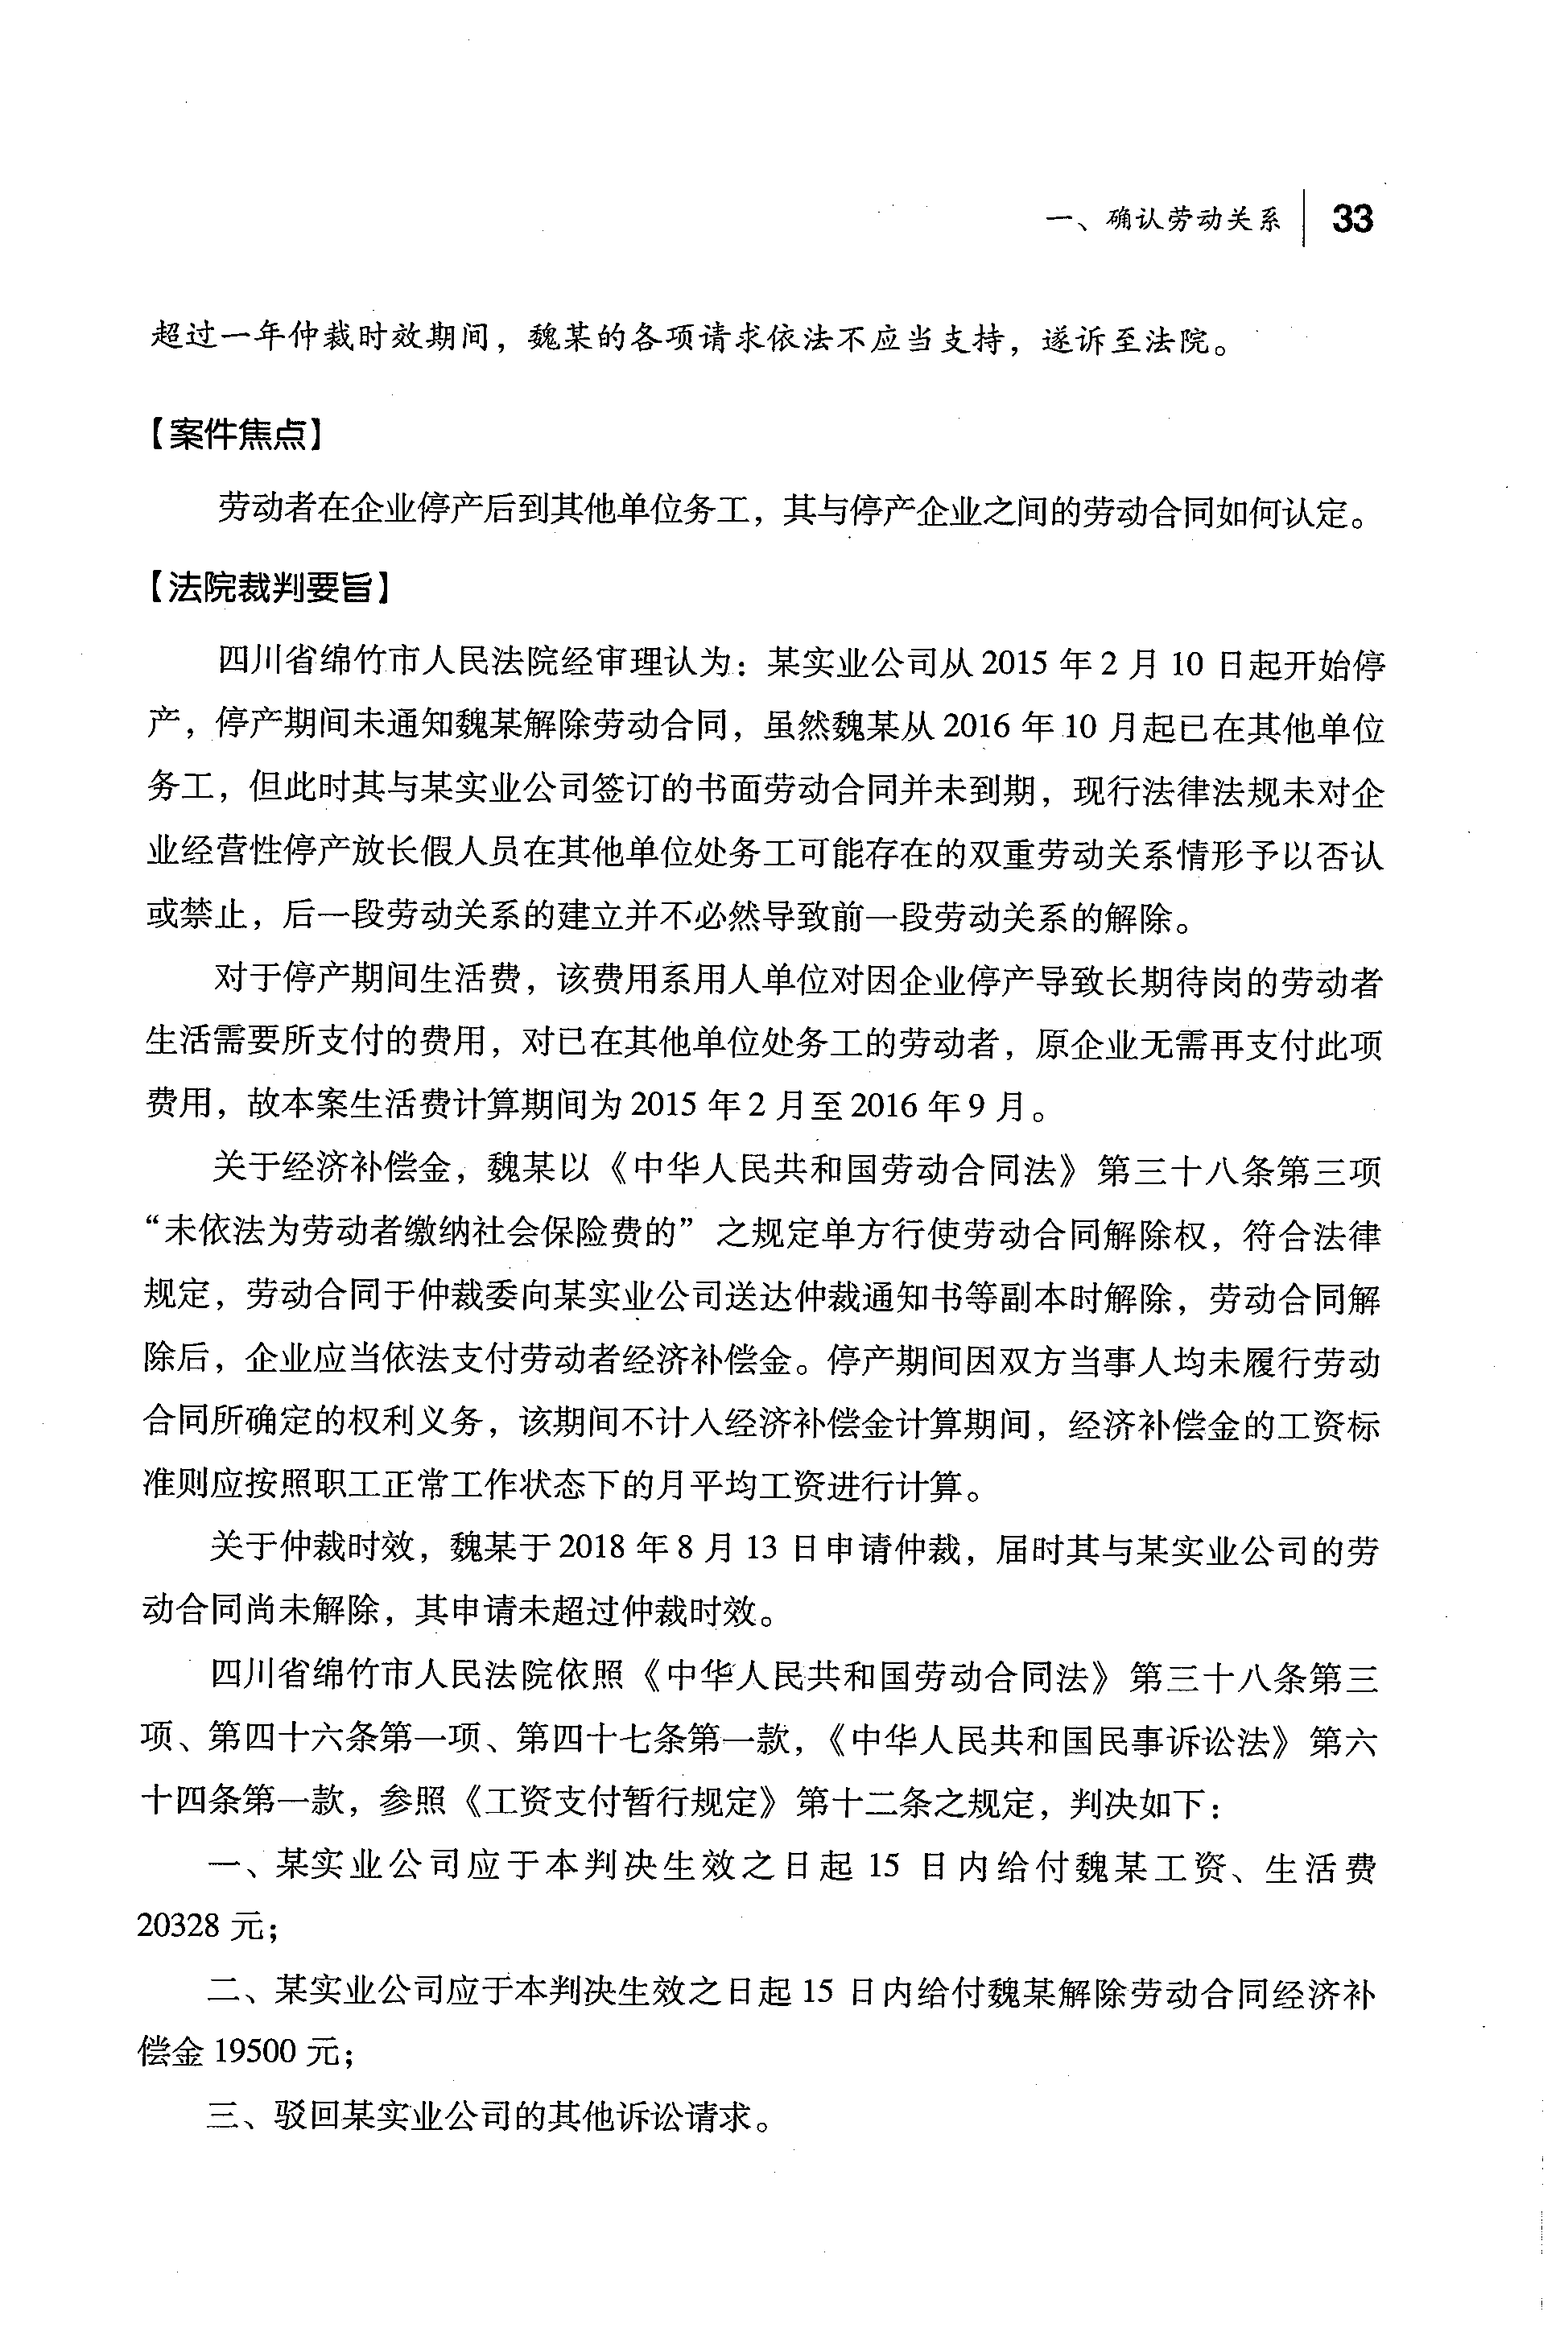 一、确认劳动关系 33
超过一年仲裁时效期间，魏某的各项请求依法不应当支持，遂诉至法院。
【案件焦点】
劳动者在企业停产后到其他单位务工，其与停产企业之间的劳动合同如何认定。
【法院裁判要旨】
四川省绵竹市人民法院经审理认为：某实业公司从2015年2月10日起开始停
产，停产期间未通知魏某解除劳动合同，虽然魏某从2016年10月起已在其他单位
务工，但此时其与某实业公司签订的书面劳动合同并未到期，现行法律法规未对企
业经营性停产放长假人员在其他单位处务工可能存在的双重劳动关系情形予以否认
或禁止，后一段劳动关系的建立并不必然导致前一段劳动关系的解除。
对于停产期间生活费，该费用系用人单位对因企业停产导致长期待岗的劳动者
生活需要所支付的费用，对已在其他单位处务工的劳动者，原企业无需再支付此项
费用，故本案生活费计算期间为2015年2月至2016年9月。
关于经济补偿金，魏某以《中华人民共和国劳动合同法》第三十八条第三项
“未依法为劳动者缴纳社会保险费的”之规定单方行使劳动合同解除权，符合法律
规定，劳动合同于仲裁委向某实业公司送达仲裁通知书等副本时解除，劳动合同解
除后，企业应当依法支付劳动者经济补偿金。停产期间因双方当事人均未履行劳动
合同所确定的权利义务，该期间不计入经济补偿金计算期间，经济补偿金的工资标
准则应按照职工正常工作状态下的月平均工资进行计算。
关于仲裁时效，魏某于2018年8月13日申请仲裁，届时其与某实业公司的劳
动合同尚未解除，其申请未超过仲裁时效。
四川省绵竹市人民法院依照《中华人民共和国劳动合同法》第三十八条第三
项、第四十六条第一项、第四十七条第一款，《中华人民共和国民事诉讼法》第六
十四条第一款，参照《工资支付暂行规定》第十二条之规定，判决如下：
一、某实业公司应于本判决生效之日起15日内给付魏某工资、生活费
20328元；
二、某实业公司应于本判决生效之日起15日内给付魏某解除劳动合同经济补
偿金19500元；
三、驳回某实业公司的其他诉讼请求。